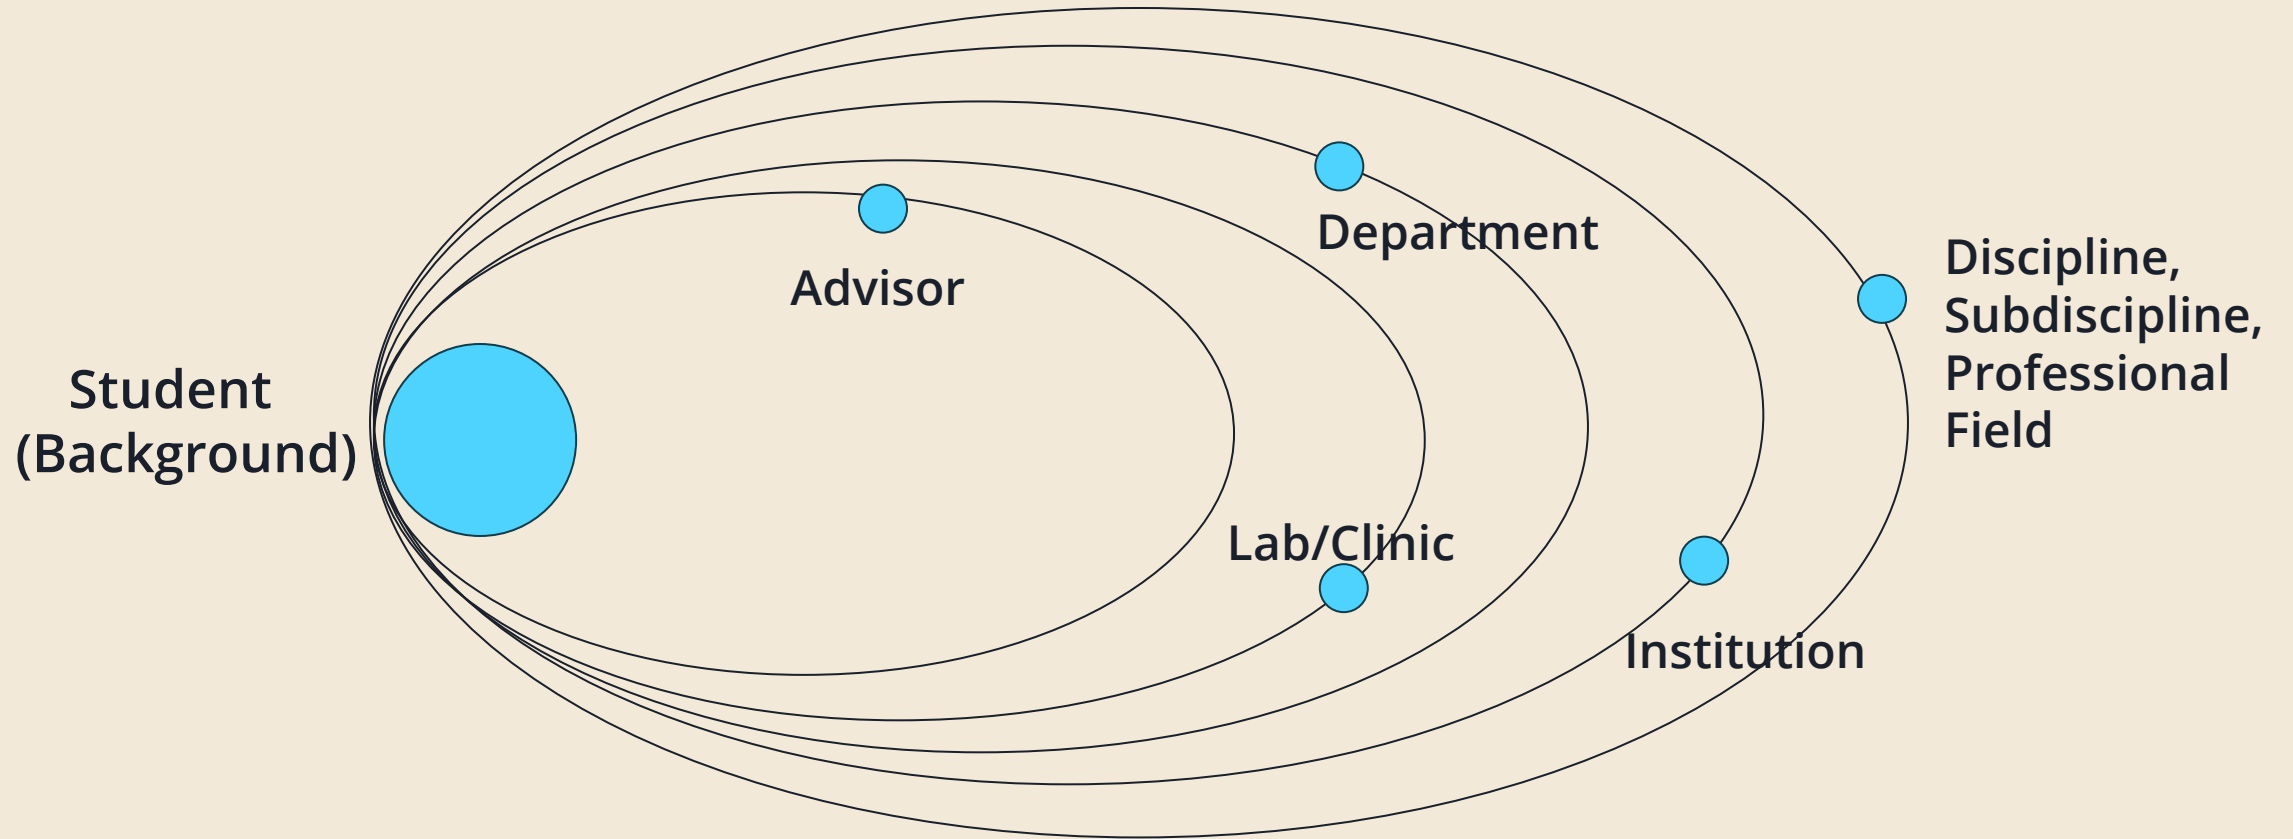 Student
(Background)
Advisor
Department
Lab/Clinic
Institution
Discipline,
Subdiscipline,
Professional
Field